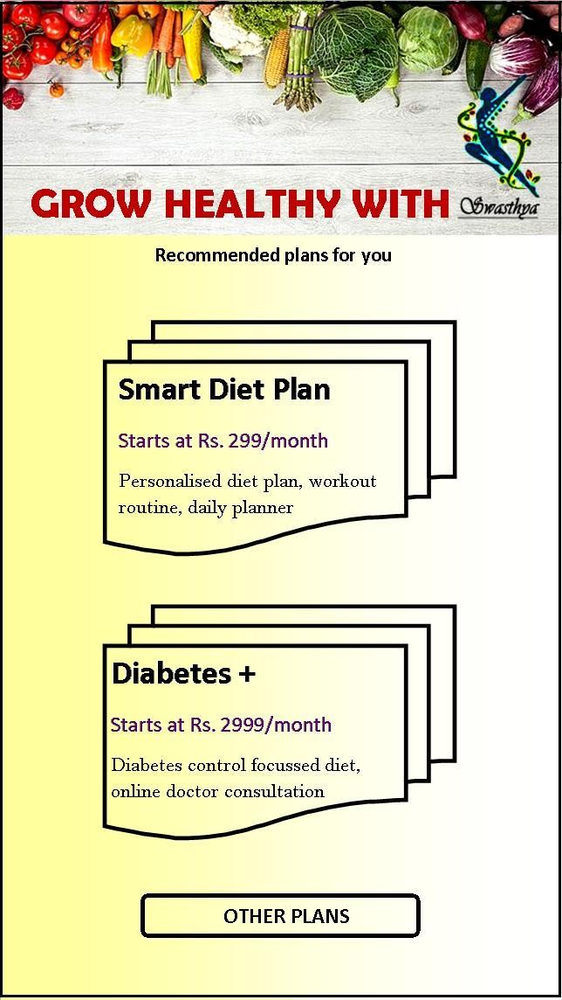 GROW HEALTHY WITH Swasthya
Recommended plans for you
Smart Diet Plan
Starts at Rs. 299/month
Personalised diet plan, workout
routine, daily planner
Diabetes +
Starts at Rs. 2999/month
Diabetes control focussed diet,
online doctor consultation
OTHER PLANS